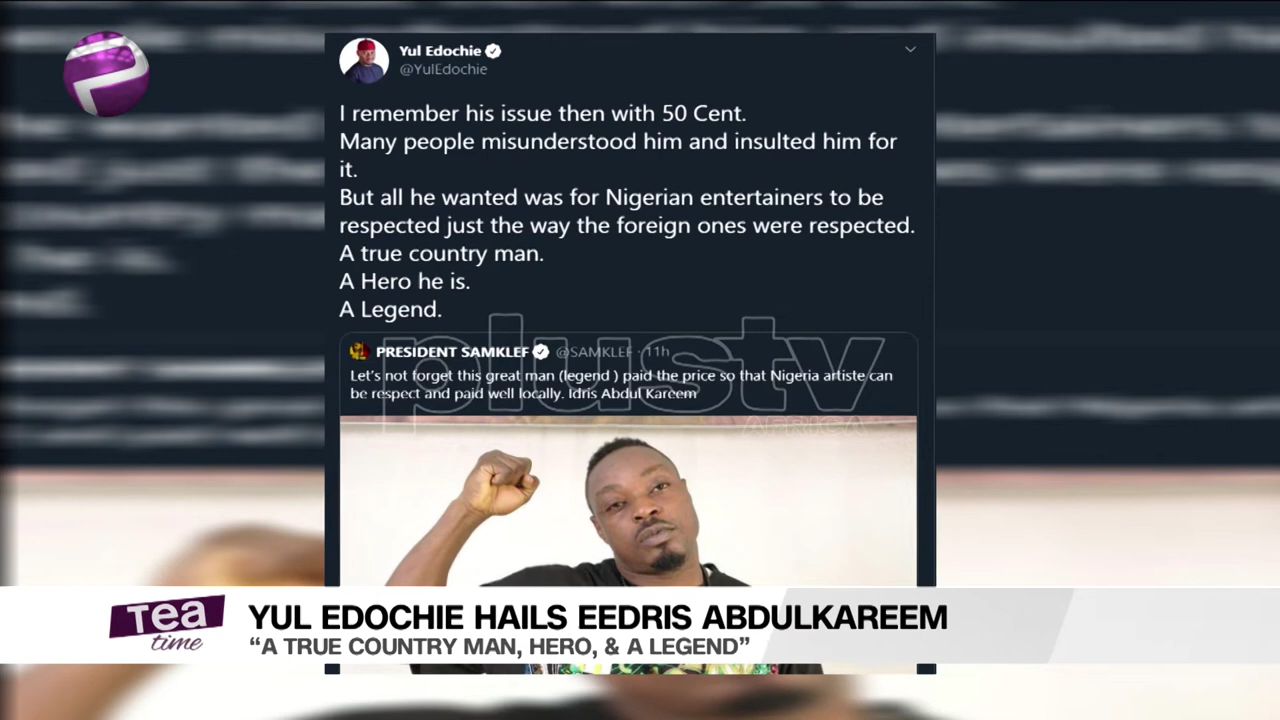 Yul Edochie
@YulEdochie
I remember his issue then with 50 Cent.
Many people misunderstood him and insulted him for
it.
But all he wanted was for Nigerian entertainers to be
respected just the way the foreign ones were respected.
A true country man.
A Hero he is.
A Legend.
PRESIDENT SAMKLEF @SAMKLEF · 11h
Let's not forget this great man (legend ) paid the price so that Nigeria artiste can
be respect and paid well locally. Idris Abdul Kareem
plustv
AFRICA
Tea
time
YUL EDOCHIE HAILS EEDRIS ABDULKAREEM
“A TRUE COUNTRY MAN, HERO, & A LEGEND”